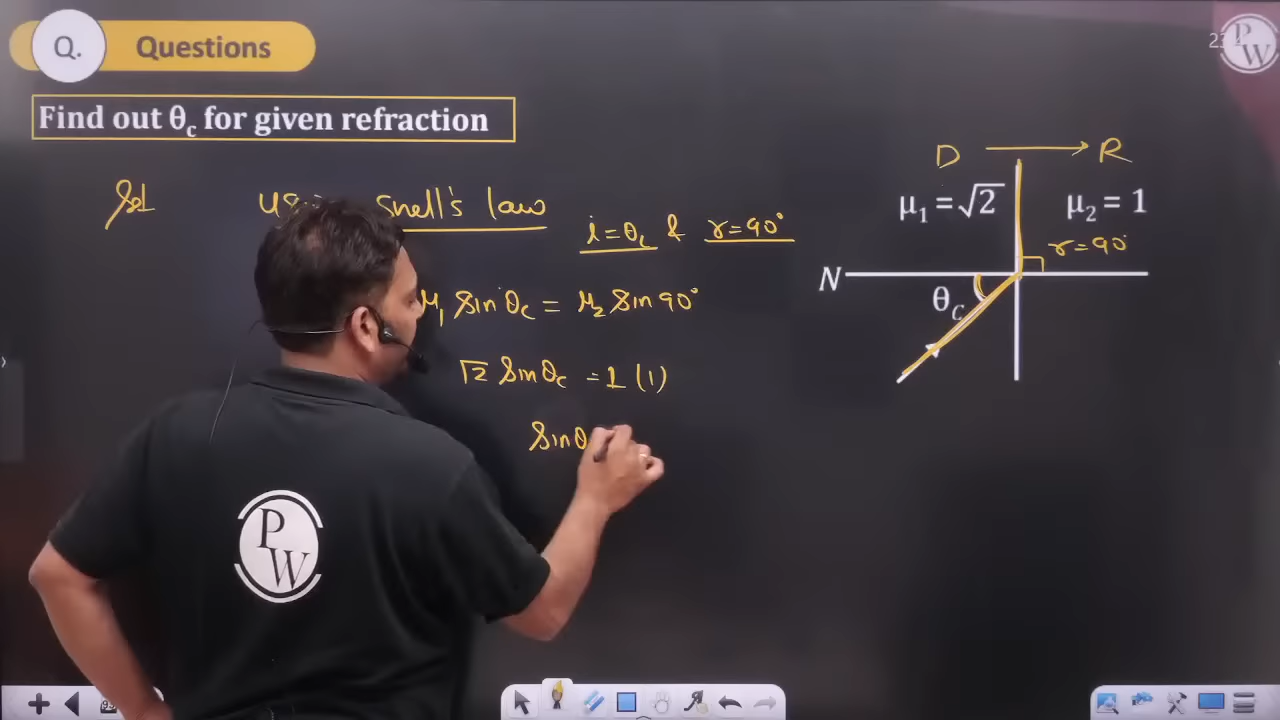 Q. Questions
Find out θc for given refraction
Sol
snell's law
i = θc & r = 90°
μ1 Sin θc = μ2 Sin 90°
√2 Sin θc = 1 (1)
Sin θ
D → R
μ1 = √2
μ2 = 1
r = 90°
N
θC
P W
P W